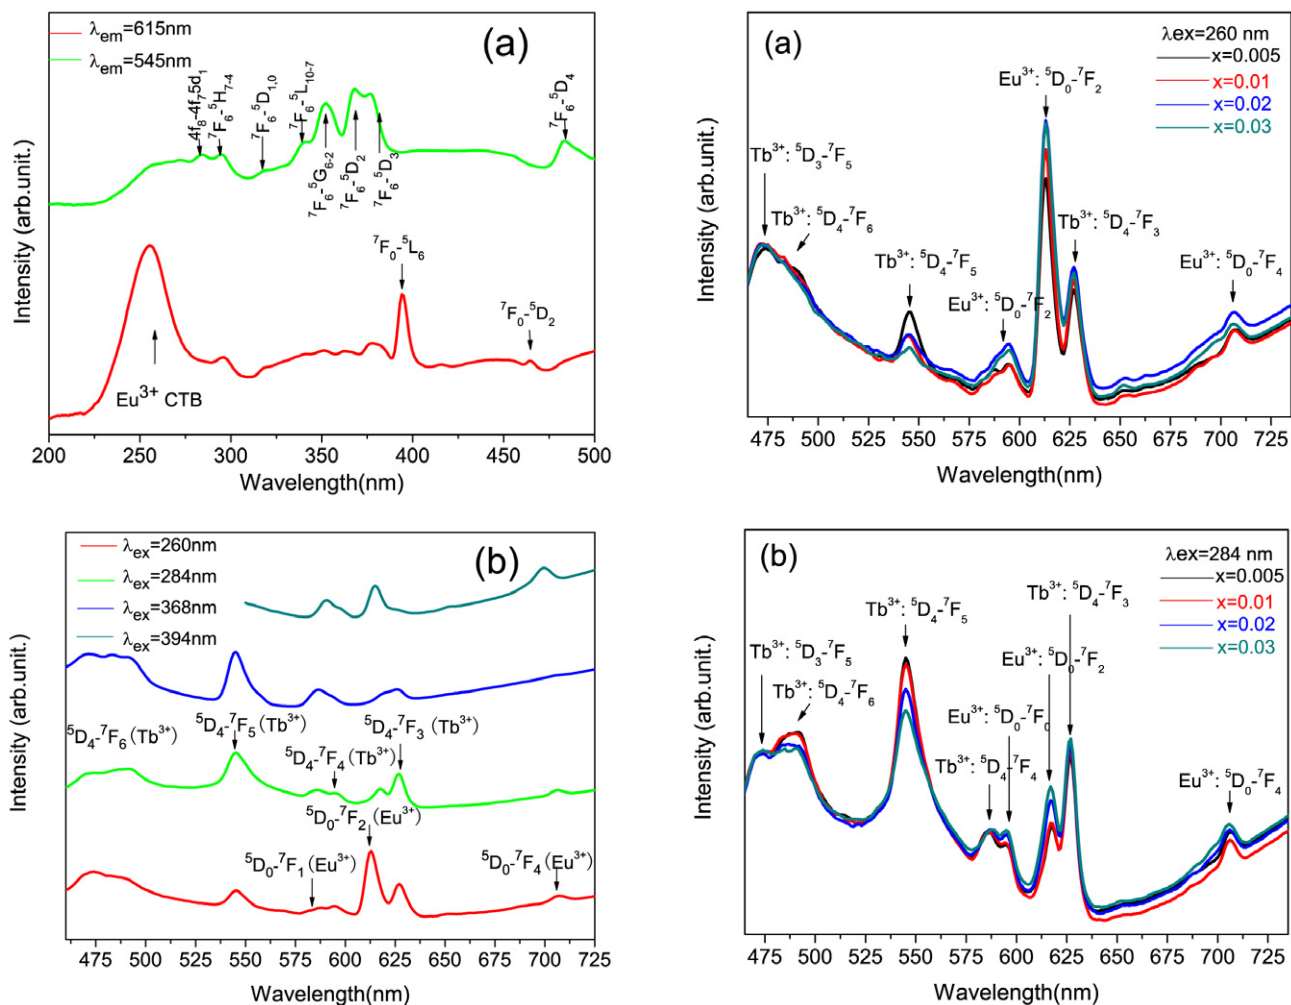 λem=615nm
λem=545nm
(a)
4f8-4f75d1
⁷F₆-⁵H₇₋₄
⁷F₆-⁵D₁,₀
⁷F₆-⁵L₁₀₋₇
⁷F₆-⁵G₆₋₂
⁷F₆-⁵D₂
⁷F₆-⁵D₃
⁷F₆-⁵D₄
⁷F₀-⁵L₆
⁷F₀-⁵D₂
Eu³⁺ CTB
Intensity (arb.unit.)
200 250 300 350 400 450 500
Wavelength(nm)
(a)
λex=260 nm
x=0.005
x=0.01
x=0.02
x=0.03
Eu³⁺: ⁵D₀-⁷F₂
Tb³⁺: ⁵D₃-⁷F₅
Tb³⁺: ⁵D₄-⁷F₆
Tb³⁺: ⁵D₄-⁷F₅
Eu³⁺: ⁵D₀-⁷F₂
Tb³⁺: ⁵D₄-⁷F₃
Eu³⁺: ⁵D₀-⁷F₄
Intensity (arb.unit.)
475 500 525 550 575 600 625 650 675 700 725
Wavelength(nm)
λex=260nm
λex=284nm
λex=368nm
λex=394nm
(b)
⁵D₄-⁷F₆(Tb³⁺)
⁵D₄-⁷F₅(Tb³⁺)
⁵D₄-⁷F₃ (Tb³⁺)
⁵D₄-⁷F₄(Tb³⁺)
⁵D₀-⁷F₂(Eu³⁺)
⁵D₀-⁷F₁(Eu³⁺)
⁵D₀-⁷F₄(Eu³⁺)
Intensity (arb.unit.)
475 500 525 550 575 600 625 650 675 700 725
Wavelength(nm)
(b)
λex=284 nm
x=0.005
x=0.01
x=0.02
x=0.03
Tb³⁺: ⁵D₄-⁷F₃
Tb³⁺: ⁵D₄-⁷F₅
Tb³⁺: ⁵D₃-⁷F₅
Eu³⁺: ⁵D₀-⁷F₂
Tb³⁺: ⁵D₄-⁷F₆
Eu³⁺: ⁵D₀-⁷F₀
Tb³⁺: ⁵D₄-⁷F₄
Eu³⁺: ⁵D₀-⁷F₄
Intensity (arb.unit.)
475 500 525 550 575 600 625 650 675 700 725
Wavelength(nm)